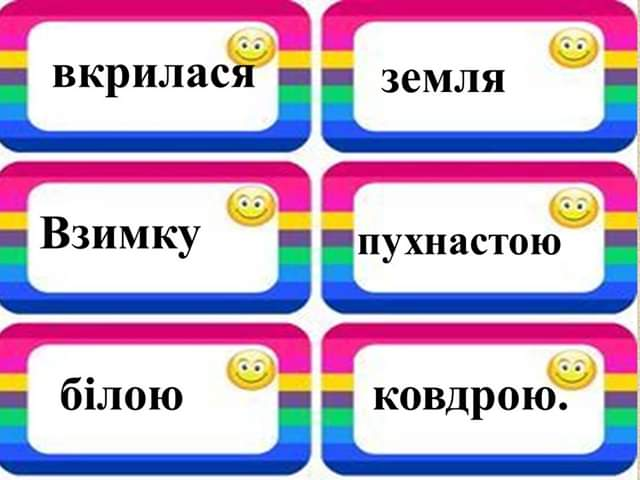 вкрилася
земля
Взимку
пухнастою
білою
ковдрою.